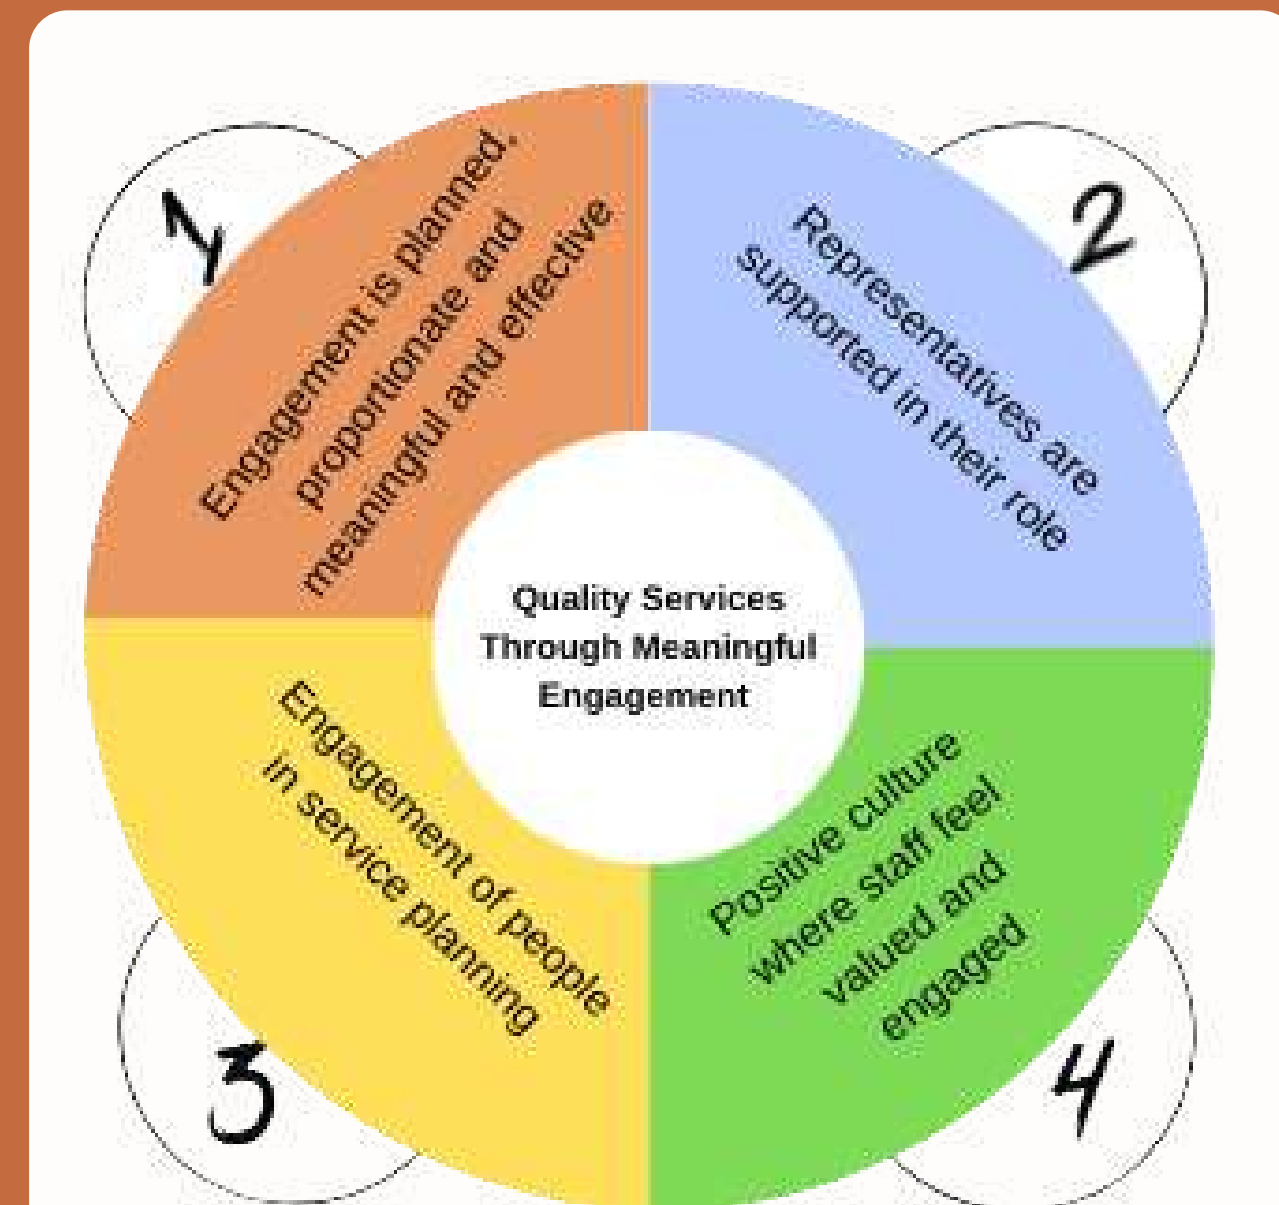 1
Engagement is planned,
proportionate and
meaningful and effective
2
Representatives are
supported in their role
Quality Services
Through Meaningful
Engagement
3
Engagement of people
in service planning
4
Positive culture
where staff feel
valued and
engaged